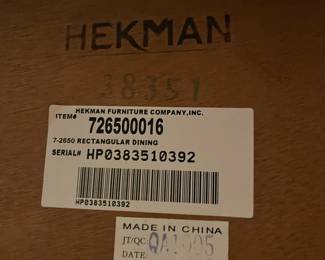 HEKMAN
38351
HEKMAN FURNITURE COMPANY,INC.
ITEM# 726500016
7-2650 RECTANGULAR DINING
SERIAL# HP0383510392
HP0383510392
MADE IN CHINA
JT/QC:
DATE: